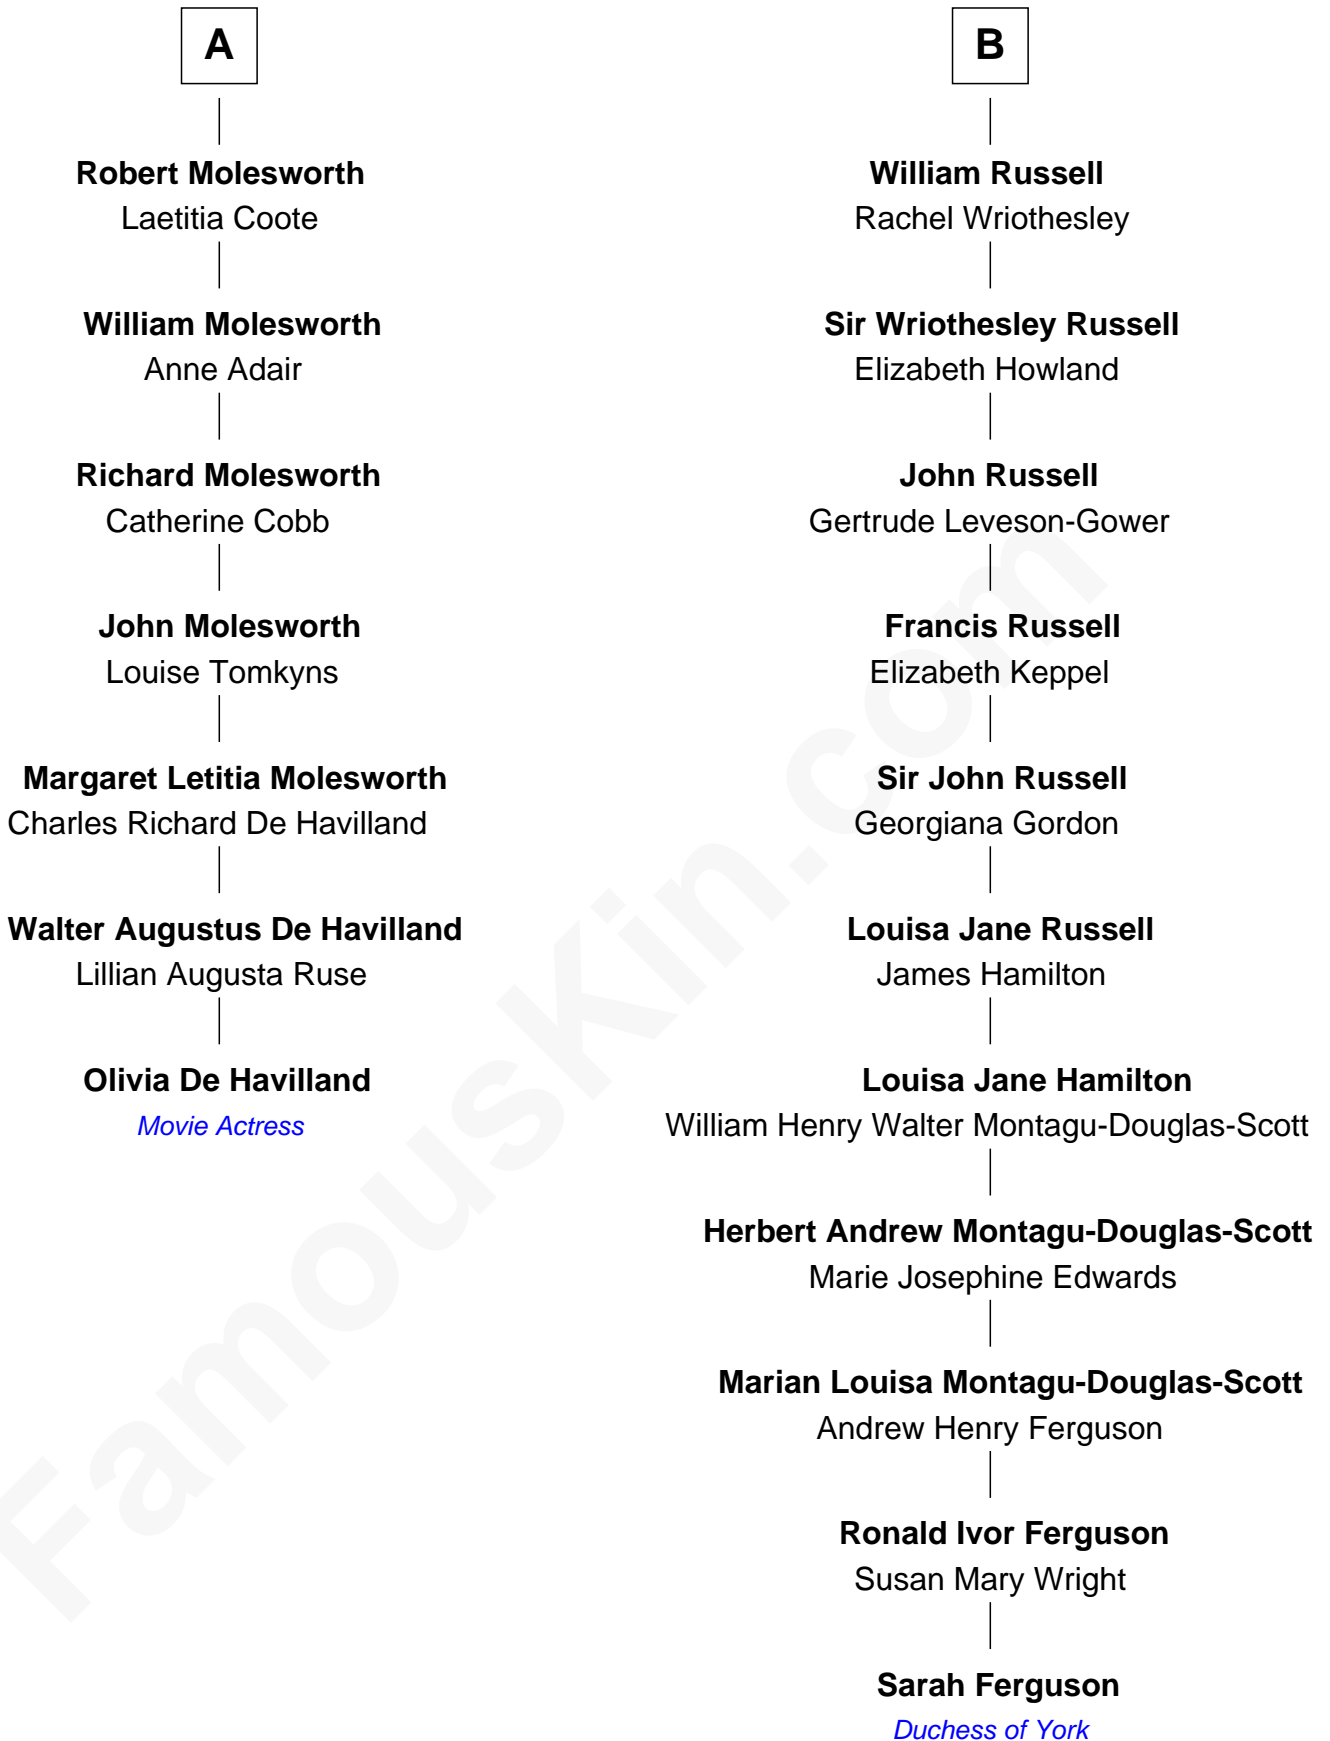 A
Robert Molesworth
Laetitia Coote
William Molesworth
Anne Adair
Richard Molesworth
Catherine Cobb
John Molesworth
Louise Tomkyns
Margaret Letitia Molesworth
Charles Richard De Havilland
Walter Augustus De Havilland
Lillian Augusta Ruse
Olivia De Havilland
Movie Actress
B
William Russell
Rachel Wriothesley
Sir Wriothesley Russell
Elizabeth Howland
John Russell
Gertrude Leveson-Gower
Francis Russell
Elizabeth Keppel
Sir John Russell
Georgiana Gordon
Louisa Jane Russell
James Hamilton
Louisa Jane Hamilton
William Henry Walter Montagu-Douglas-Scott
Herbert Andrew Montagu-Douglas-Scott
Marie Josephine Edwards
Marian Louisa Montagu-Douglas-Scott
Andrew Henry Ferguson
Ronald Ivor Ferguson
Susan Mary Wright
Sarah Ferguson
Duchess of York
FamousKin.com